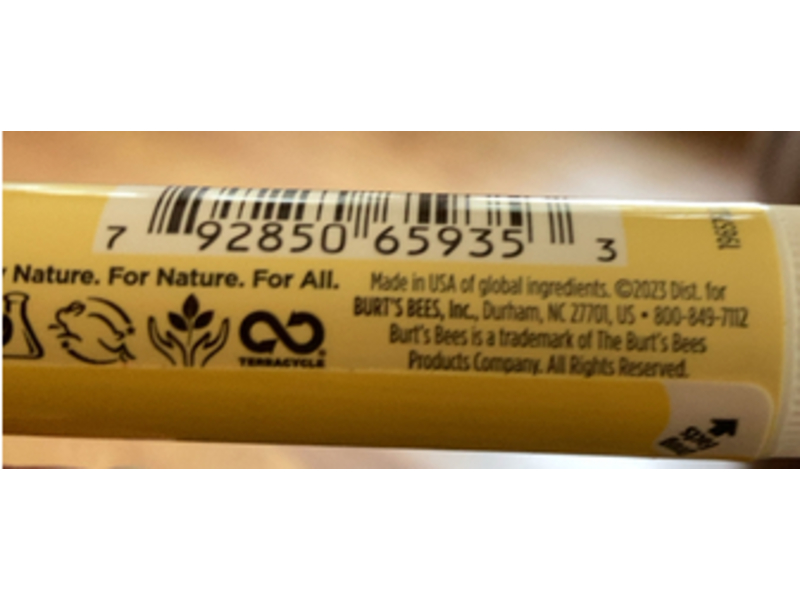 7 92850 65935 3
Nature. For Nature. For All.
TERRACYCLE®
Made in USA of global ingredients. ©2023 Dist. for
BURT'S BEES, Inc., Durham, NC 27701, US • 800-849-7112
Burt's Bees is a trademark of The Burt's Bees
Products Company. All Rights Reserved.